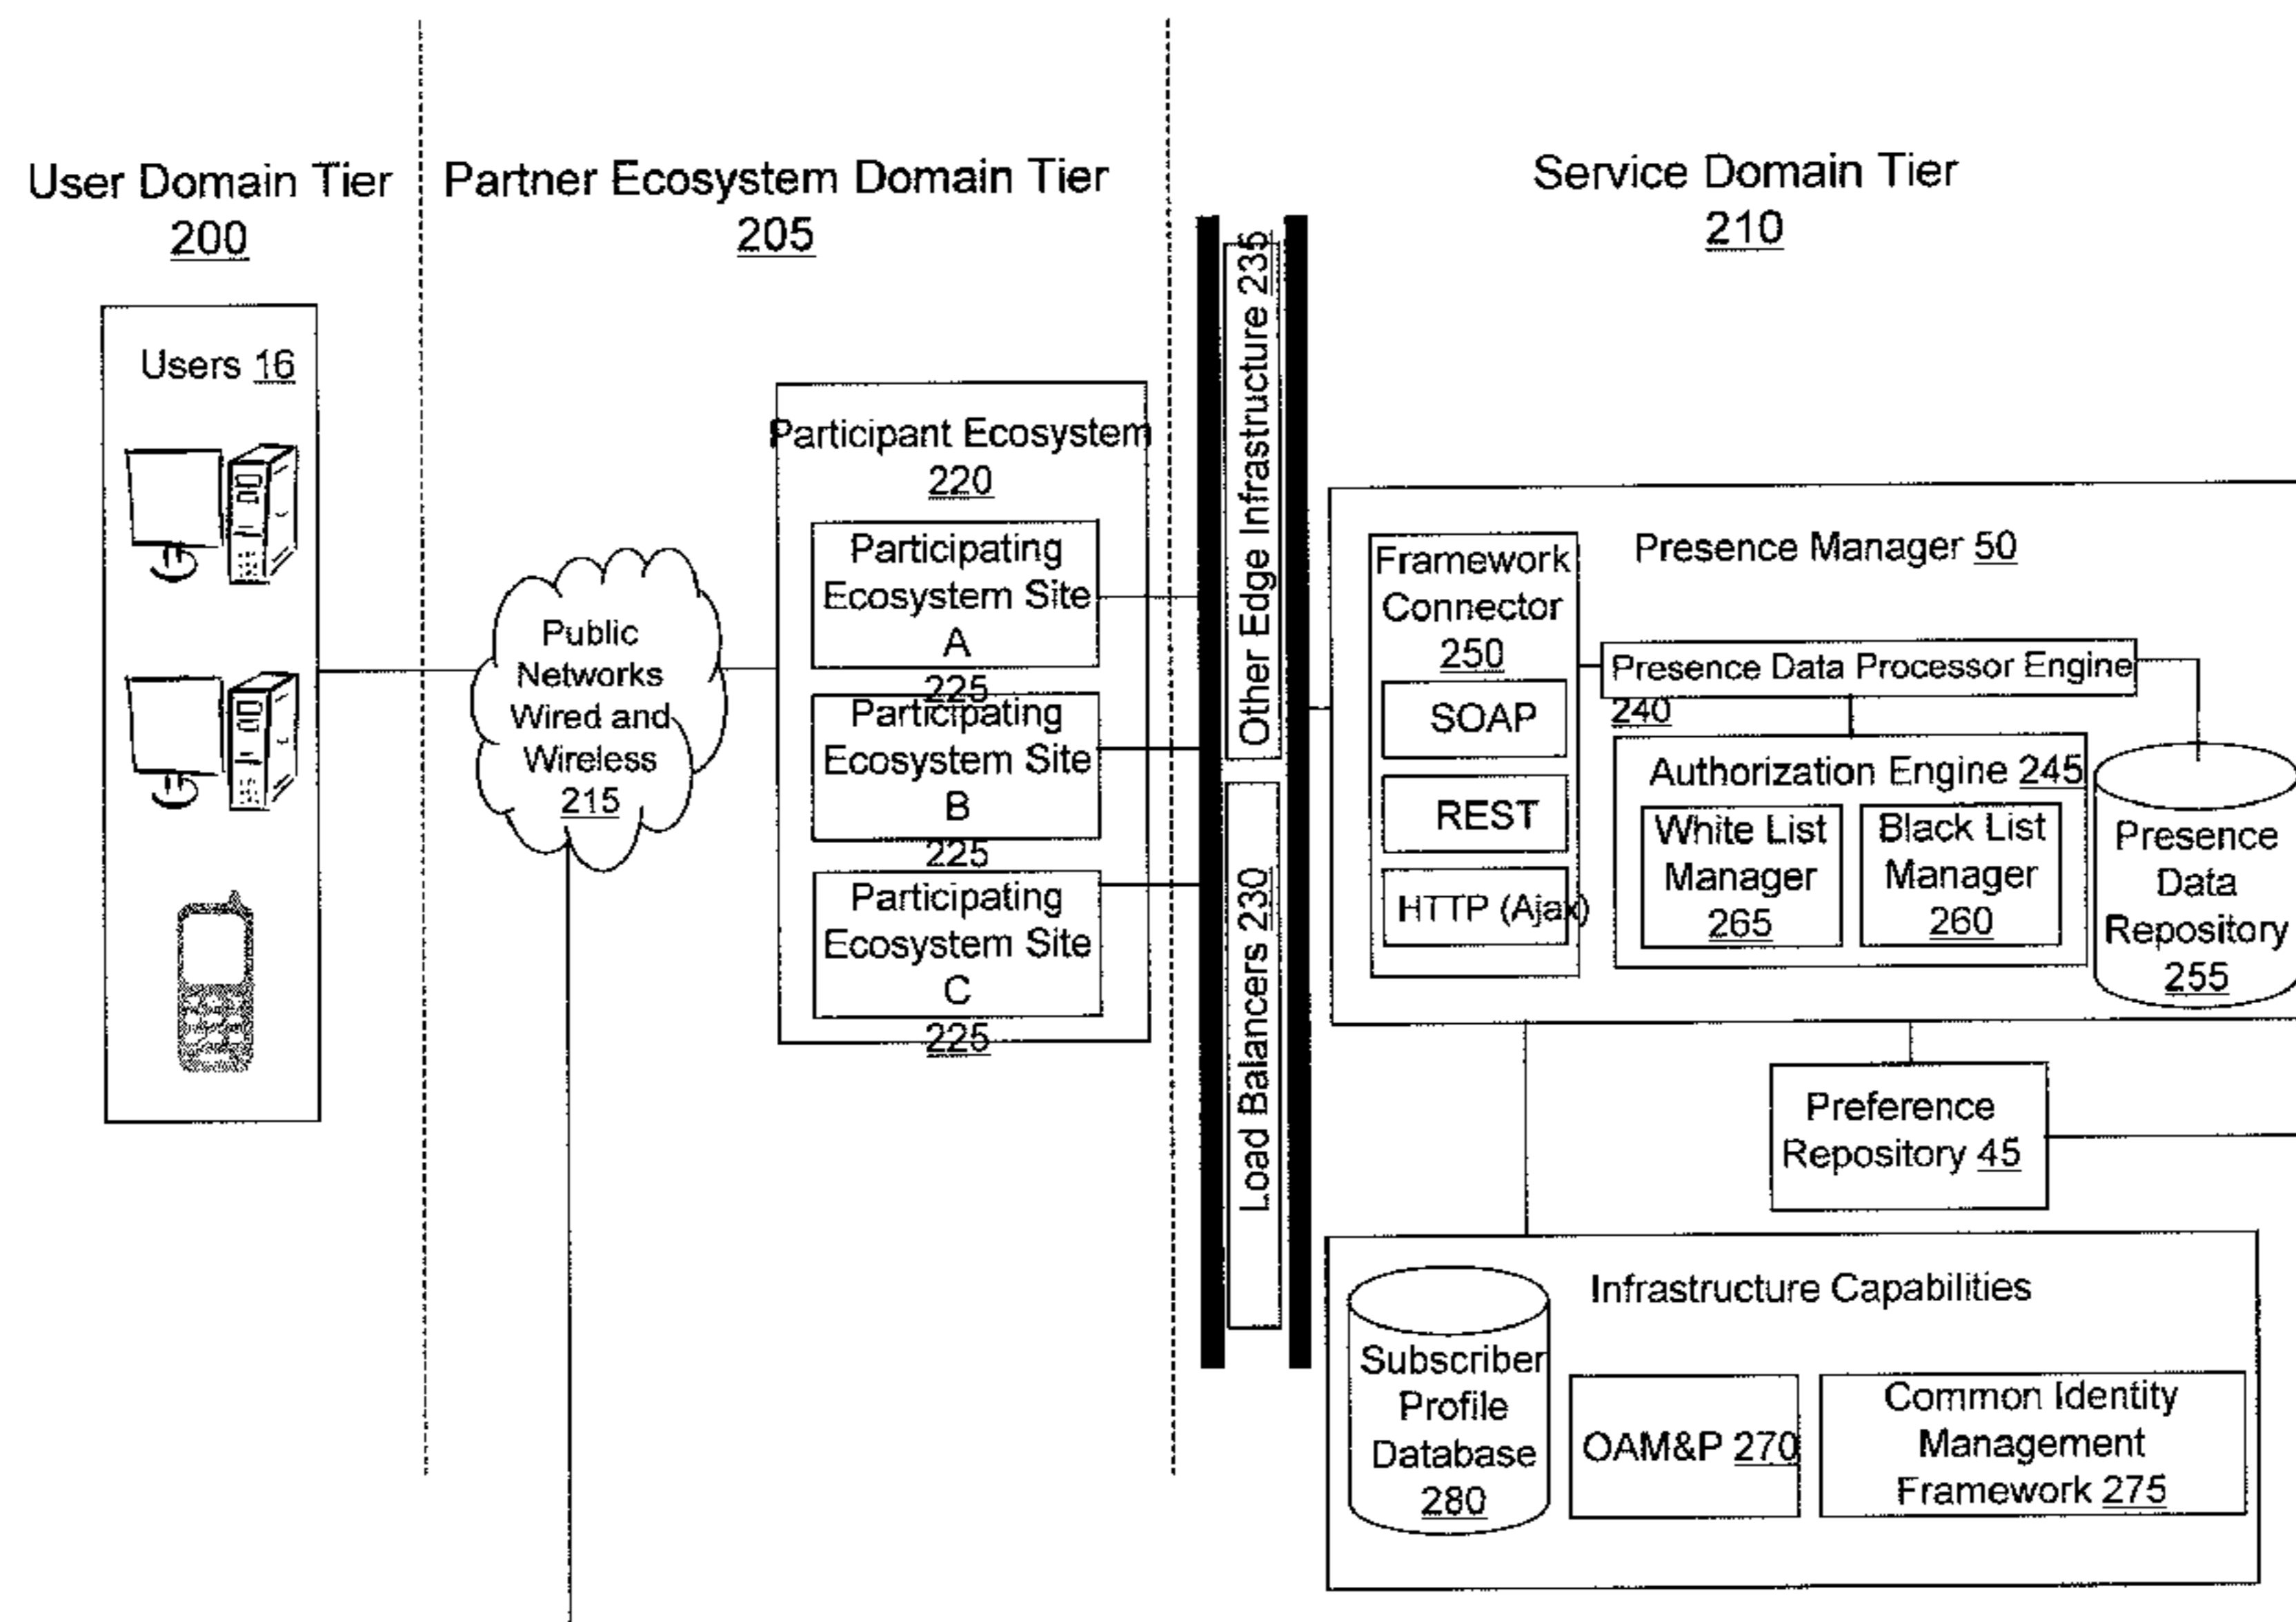 User Domain Tier
200
Partner Ecosystem Domain Tier
205
Service Domain Tier
210
Users 16
Public
Networks
Wired and
Wireless
215
Participant Ecosystem
220
Participating
Ecosystem Site
A
225
Participating
Ecosystem Site
B
225
Participating
Ecosystem Site
C
225
Other Edge Infrastructure 235
Load Balancers 230
Presence Manager 50
Framework
Connector
250
SOAP
REST
HTTP (Ajax)
Presence Data Processor Engine
240
Authorization Engine 245
White List
Manager
265
Black List
Manager
260
Presence
Data
Repository
255
Preference
Repository 45
Infrastructure Capabilities
Subscriber
Profile
Database
280
OAM&P 270
Common Identity
Management
Framework 275